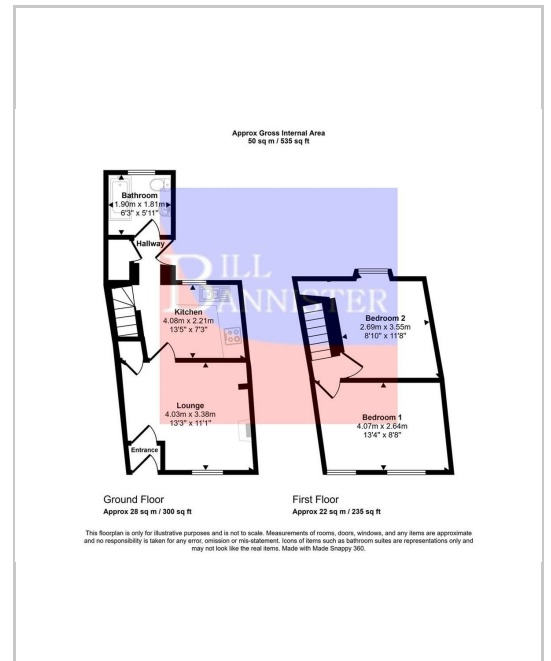 Approx Gross Internal Area
50 sq m / 535 sq ft
Bathroom
1.90m x 1.81m
6'3" x 5'11"
Hallway
Kitchen
4.08m x 2.21m
13'5" x 7'3"
Lounge
4.03m x 3.38m
13'3" x 11'1"
Entrance
BILL
BANNISTER
Bedroom 2
2.69m x 3.55m
8'10" x 11'8"
Bedroom 1
4.07m x 2.64m
13'4" x 8'8"
Ground Floor
Approx 28 sq m / 300 sq ft
First Floor
Approx 22 sq m / 235 sq ft
This floorplan is only for illustrative purposes and is not to scale. Measurements of rooms, doors, windows, and any items are approximate
and no responsibility is taken for any error, omission or mis-statement. Icons of items such as bathroom suites are representations only and
may not look like the real items. Made with Made Snappy 360.